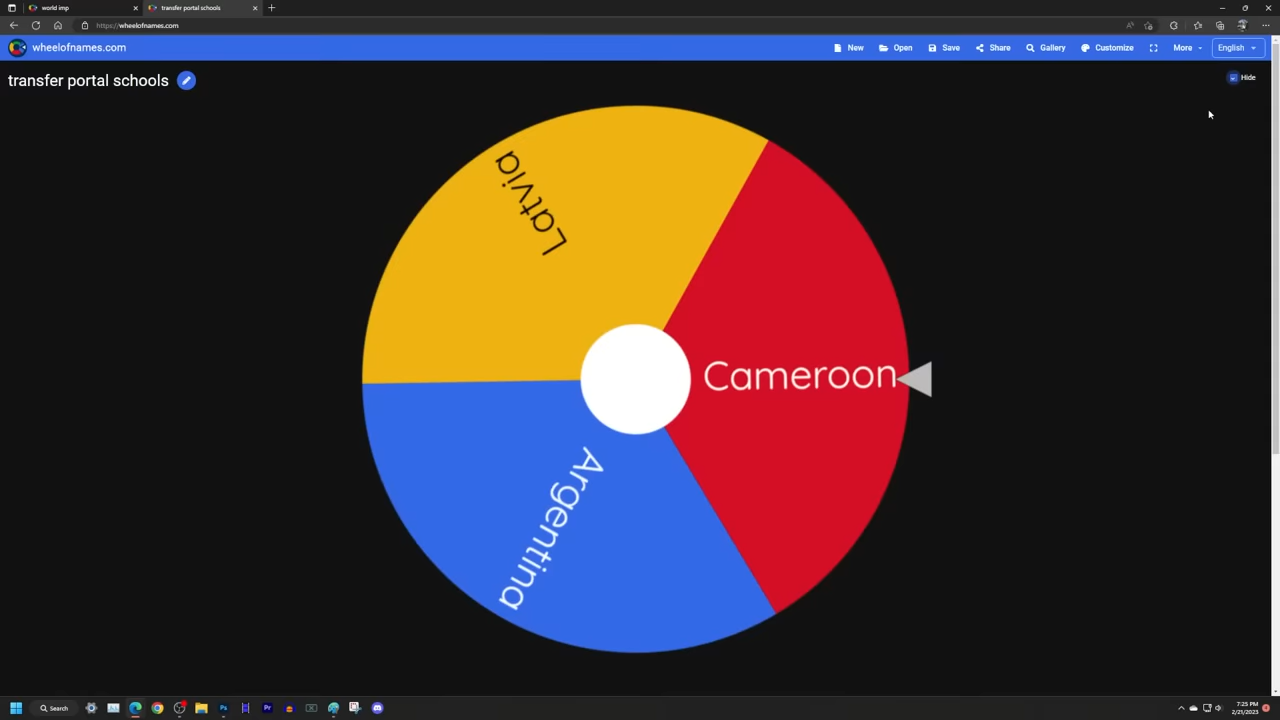 world imp
transfer portal schools
https://wheelofnames.com
wheelofnames.com
New
Open
Save
Share
Gallery
Customize
More
English
transfer portal schools
Hide
Latvia
Cameroon
Argentina
Search
7:25 PM
2/21/2023